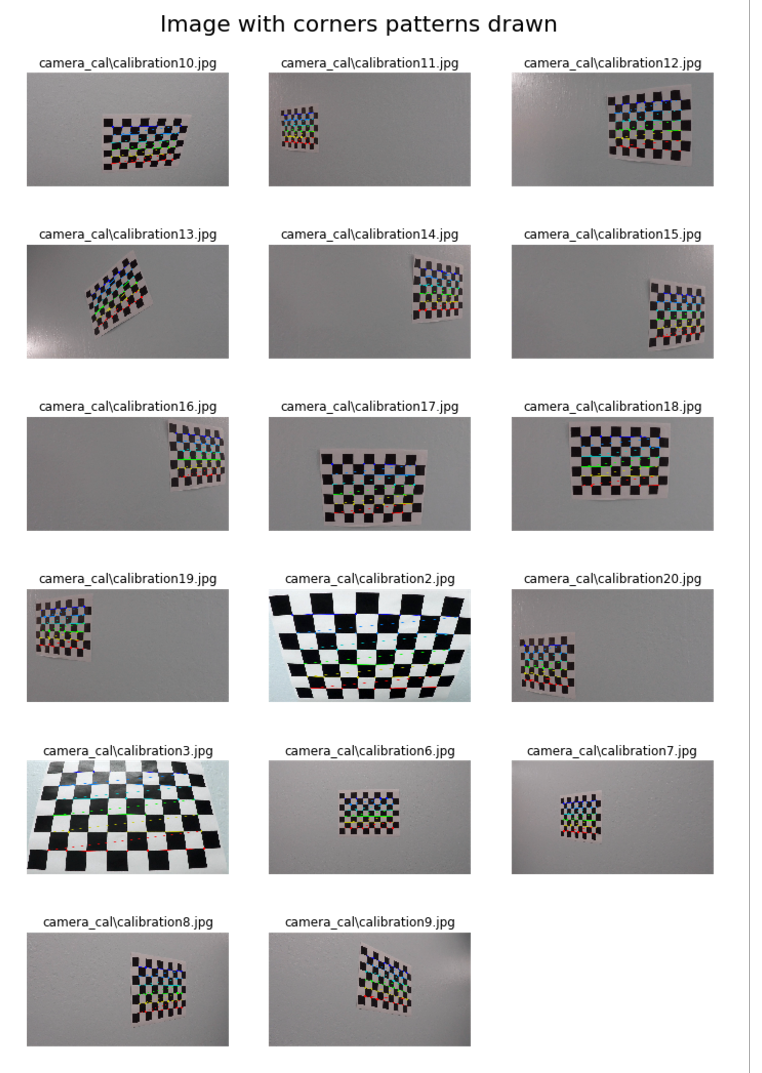 Image with corners patterns drawn
camera_cal\calibration10.jpg
camera_cal\calibration11.jpg
camera_cal\calibration12.jpg
camera_cal\calibration13.jpg
camera_cal\calibration14.jpg
camera_cal\calibration15.jpg
camera_cal\calibration16.jpg
camera_cal\calibration17.jpg
camera_cal\calibration18.jpg
camera_cal\calibration19.jpg
camera_cal\calibration2.jpg
camera_cal\calibration20.jpg
camera_cal\calibration3.jpg
camera_cal\calibration6.jpg
camera_cal\calibration7.jpg
camera_cal\calibration8.jpg
camera_cal\calibration9.jpg